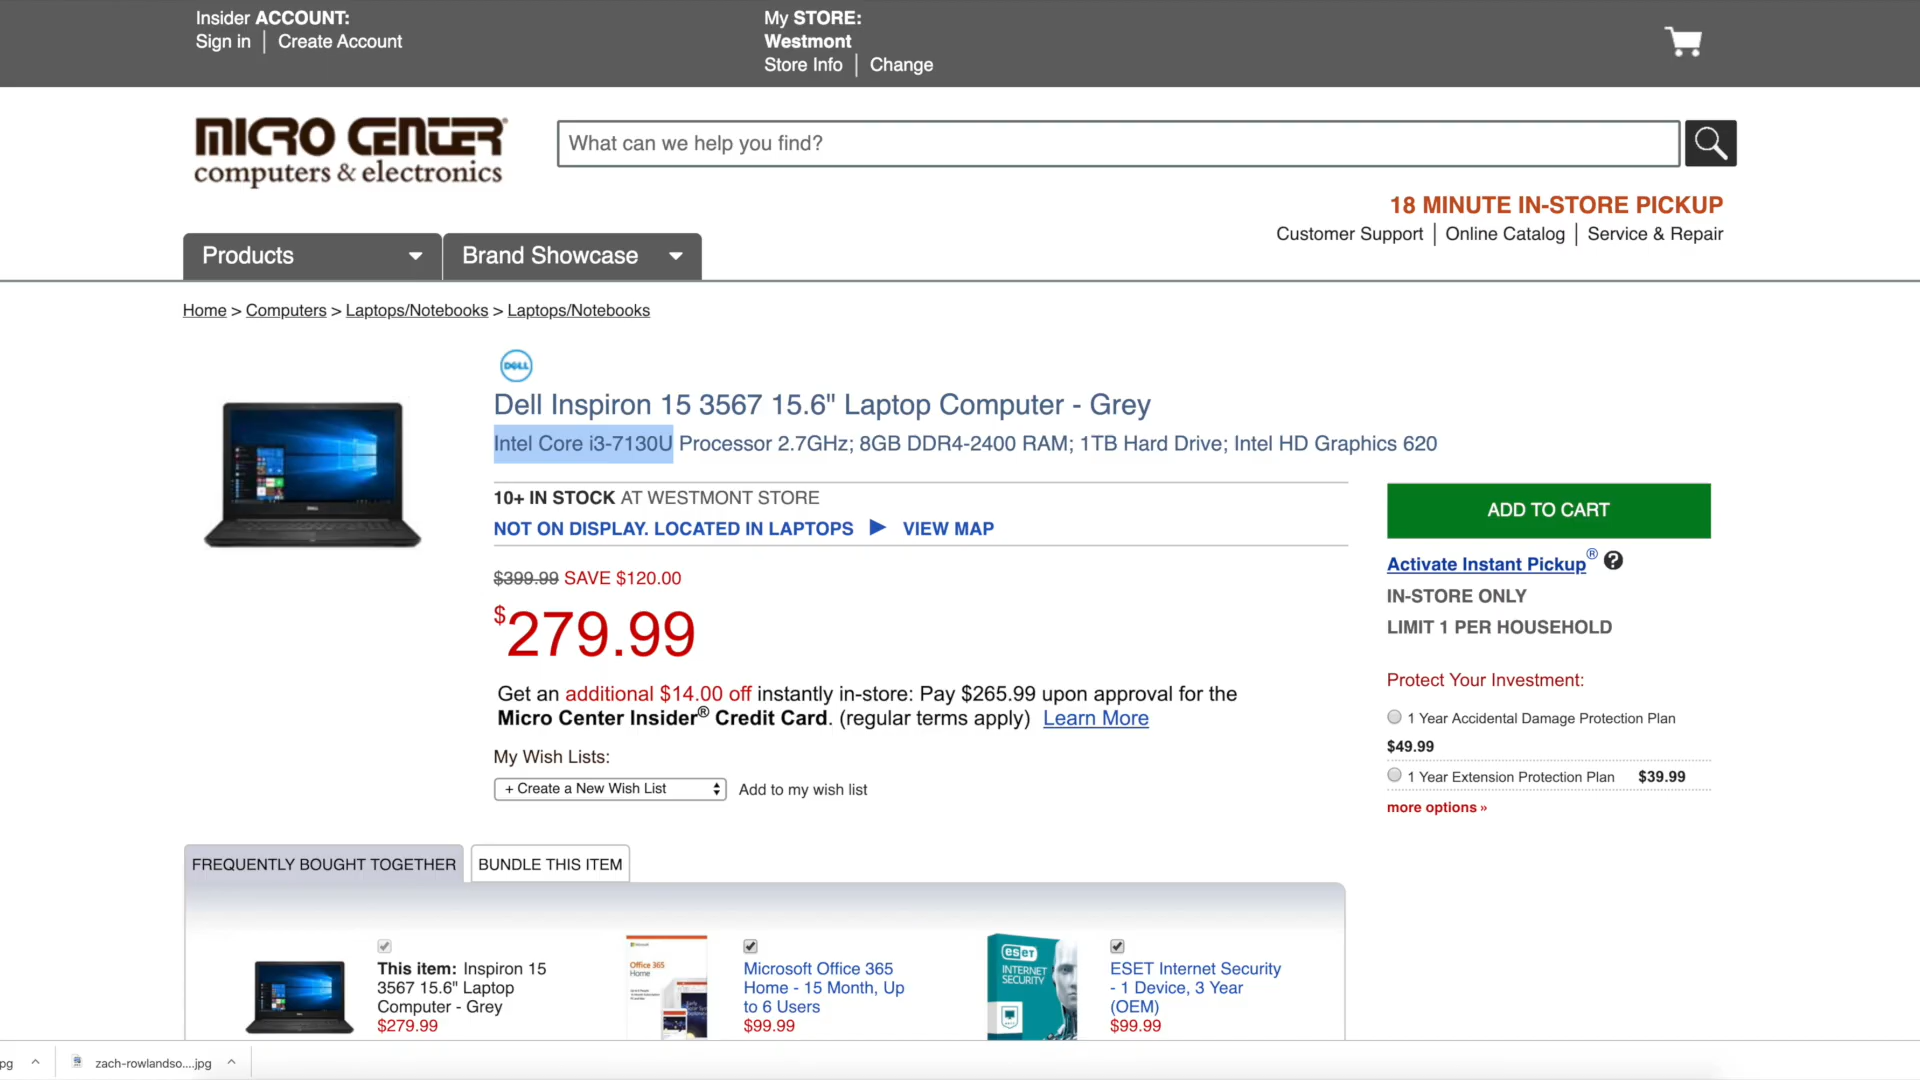 Insider ACCOUNT:
Sign in | Create Account
My STORE:
Westmont
Store Info | Change
MICRO CENTER
computers & electronics
What can we help you find?
18 MINUTE IN-STORE PICKUP
Customer Support | Online Catalog | Service & Repair
Products
Brand Showcase
Home > Computers > Laptops/Notebooks > Laptops/Notebooks
DELL
Dell Inspiron 15 3567 15.6" Laptop Computer - Grey
Intel Core i3-7130U Processor 2.7GHz; 8GB DDR4-2400 RAM; 1TB Hard Drive; Intel HD Graphics 620
10+ IN STOCK AT WESTMONT STORE
NOT ON DISPLAY. LOCATED IN LAPTOPS ▶ VIEW MAP
$399.99 SAVE $120.00
$279.99
Get an additional $14.00 off instantly in-store: Pay $265.99 upon approval for the
Micro Center Insider® Credit Card. (regular terms apply) Learn More
My Wish Lists:
+ Create a New Wish List
Add to my wish list
ADD TO CART
Activate Instant Pickup® ?
IN-STORE ONLY
LIMIT 1 PER HOUSEHOLD
Protect Your Investment:
1 Year Accidental Damage Protection Plan
$49.99
1 Year Extension Protection Plan $39.99
more options »
FREQUENTLY BOUGHT TOGETHER
BUNDLE THIS ITEM
This item: Inspiron 15
3567 15.6" Laptop
Computer - Grey
$279.99
Office 365
Home
Microsoft Office 365
Home - 15 Month, Up
to 6 Users
$99.99
eset
INTERNET
SECURITY
ESET Internet Security
- 1 Device, 3 Year
(OEM)
$99.99
pg
zach-rowlandso....jpg